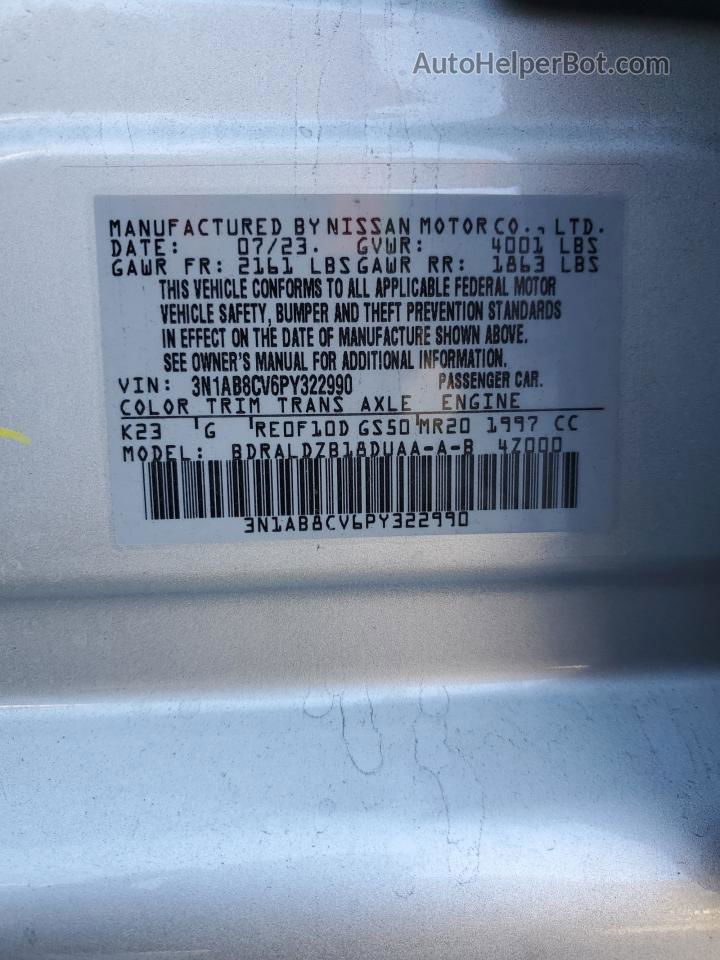 AutoHelperBot.com
MANUFACTURED BY NISSAN MOTOR CO., LTD.
DATE: 07/23. GVWR: 4001 LBS
GAWR FR: 2161 LBS GAWR RR: 1863 LBS
THIS VEHICLE CONFORMS TO ALL APPLICABLE FEDERAL MOTOR
VEHICLE SAFETY, BUMPER AND THEFT PREVENTION STANDARDS
IN EFFECT ON THE DATE OF MANUFACTURE SHOWN ABOVE.
SEE OWNER'S MANUAL FOR ADDITIONAL INFORMATION.
VIN: 3N1AB8CV6PY322990 PASSENGER CAR.
COLOR TRIM TRANS AXLE ENGINE
K23 G RE0F10D GS50 MR20 1997 CC
MODEL: BDRALDZB18DUAA-A-B 4Z000
3N1AB8CV6PY322990